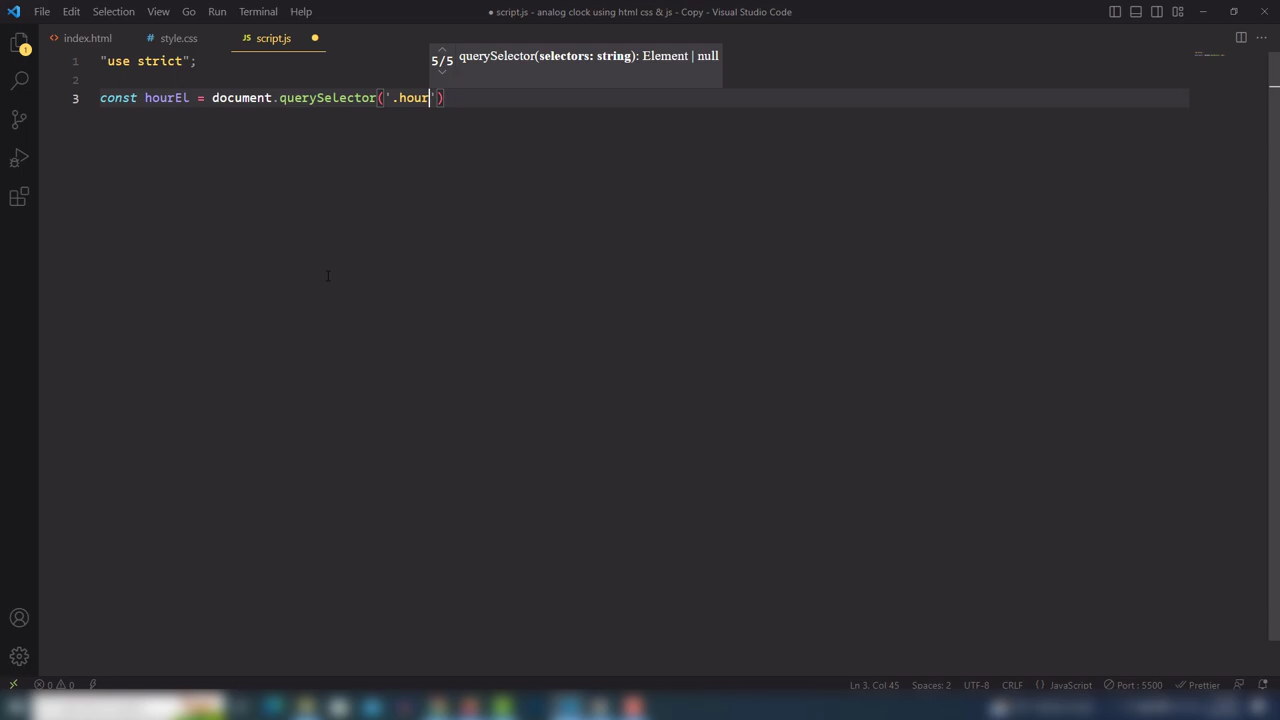 File Edit Selection View Go Run Terminal Help
● script.js - analog clock using html css & js - Copy - Visual Studio Code
1
<> index.html
# style.css
JS script.js
5/5 querySelector(selectors: string): Element | null
1 "use strict";
2
3 const hourEl = document.querySelector('.hour')
0 0
Ln 3, Col 45
Spaces: 2
UTF-8
CRLF
{ } JavaScript
Port : 5500
Prettier